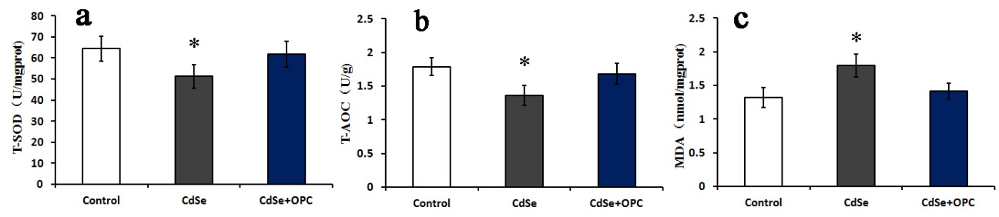 a
T-SOD（U/mgprot)
80
70
60
50
40
30
20
10
0
*
Control
CdSe
CdSe+OPC
b
T-AOC（U/g)
2.5
2
1.5
1
0.5
0
*
Control
CdSe
CdSe+OPC
c
MDA（nmol/mgprot)
2.5
2
1.5
1
0.5
0
*
Control
CdSe
CdSe+OPC